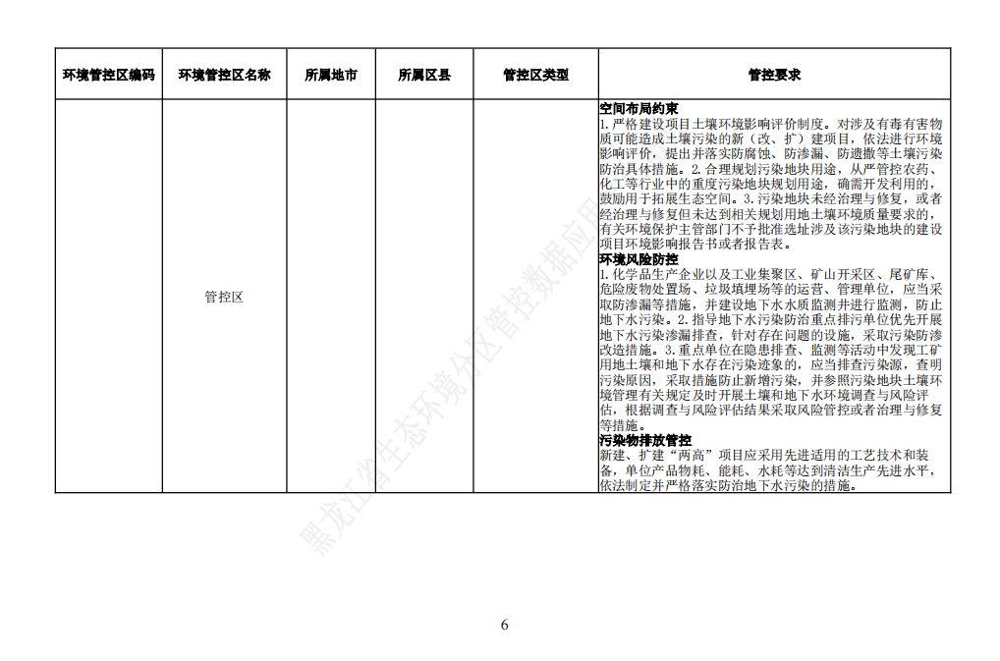 环境管控区编码 环境管控区名称 所属地市 所属区县 管控区类型 管控要求
管控区
空间布局约束
1.严格建设项目土壤环境影响评价制度。对涉及有毒有害物
质可能造成土壤污染的新（改、扩）建项目，依法进行环境
影响评价，提出并落实防腐蚀、防渗漏、防遗撒等土壤污染
防治具体措施。2.合理规划污染地块用途，从严管控农药、
化工等行业中的重度污染地块规划用途，确需开发利用的，
鼓励用于拓展生态空间。3.污染地块未经治理与修复，或者
经治理与修复但未达到相关规划用地土壤环境质量要求的，
有关环境保护主管部门不予批准选址涉及该污染地块的建设
项目环境影响报告书或者报告表。
环境风险防控
1.化学品生产企业以及工业集聚区、矿山开采区、尾矿库、
危险废物处置场、垃圾填埋场等的运营、管理单位，应当采
取防渗漏等措施，并建设地下水水质监测井进行监测，防止
地下水污染。2.指导地下水污染防治重点排污单位优先开展
地下水污染渗漏排查，针对存在问题的设施，采取污染防渗
改造措施。3.重点单位在隐患排查、监测等活动中发现工矿
用地土壤和地下水存在污染迹象的，应当排查污染源，查明
污染原因，采取措施防止新增污染，并参照污染地块土壤环
境管理有关规定及时开展土壤和地下水环境调查与风险评
估，根据调查与风险评估结果采取风险管控或者治理与修复
等措施。
污染物排放管控
新建、扩建“两高”项目应采用先进适用的工艺技术和装
备，单位产品物耗、能耗、水耗等达到清洁生产先进水平，
依法制定并严格落实防治地下水污染的措施。
黑龙江省生态环境分区管控数据应用
6